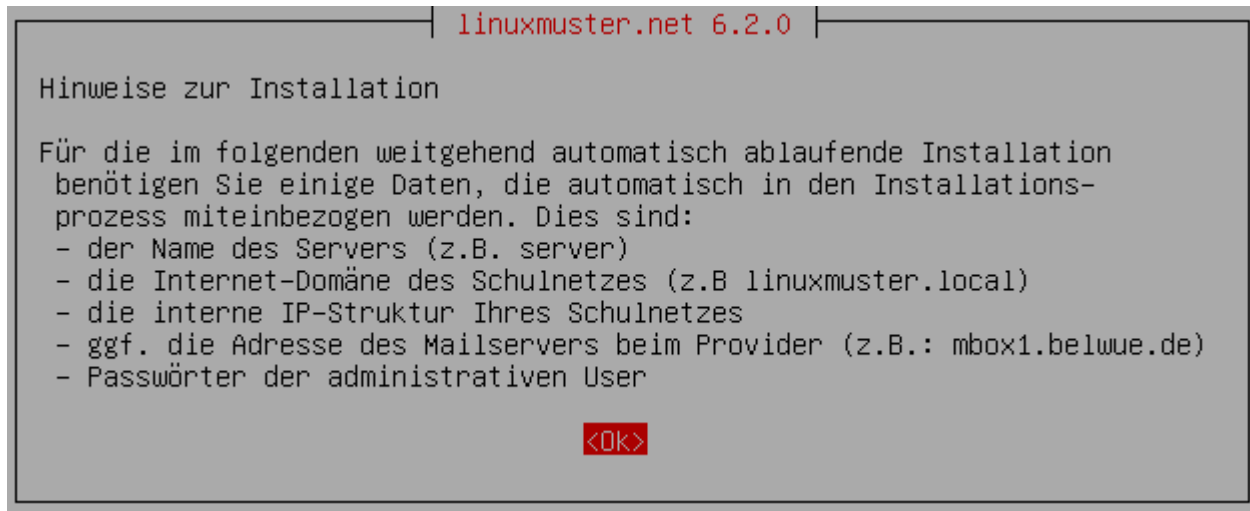 linuxmuster.net 6.2.0
Hinweise zur Installation
Für die im folgenden weitgehend automatisch ablaufende Installation
benötigen Sie einige Daten, die automatisch in den Installations-
prozess miteinbezogen werden. Dies sind:
- der Name des Servers (z.B. server)
- die Internet-Domäne des Schulnetzes (z.B linuxmuster.local)
- die interne IP-Struktur Ihres Schulnetzes
- ggf. die Adresse des Mailservers beim Provider (z.B.: mbox1.belwue.de)
- Passwörter der administrativen User
<Ok>